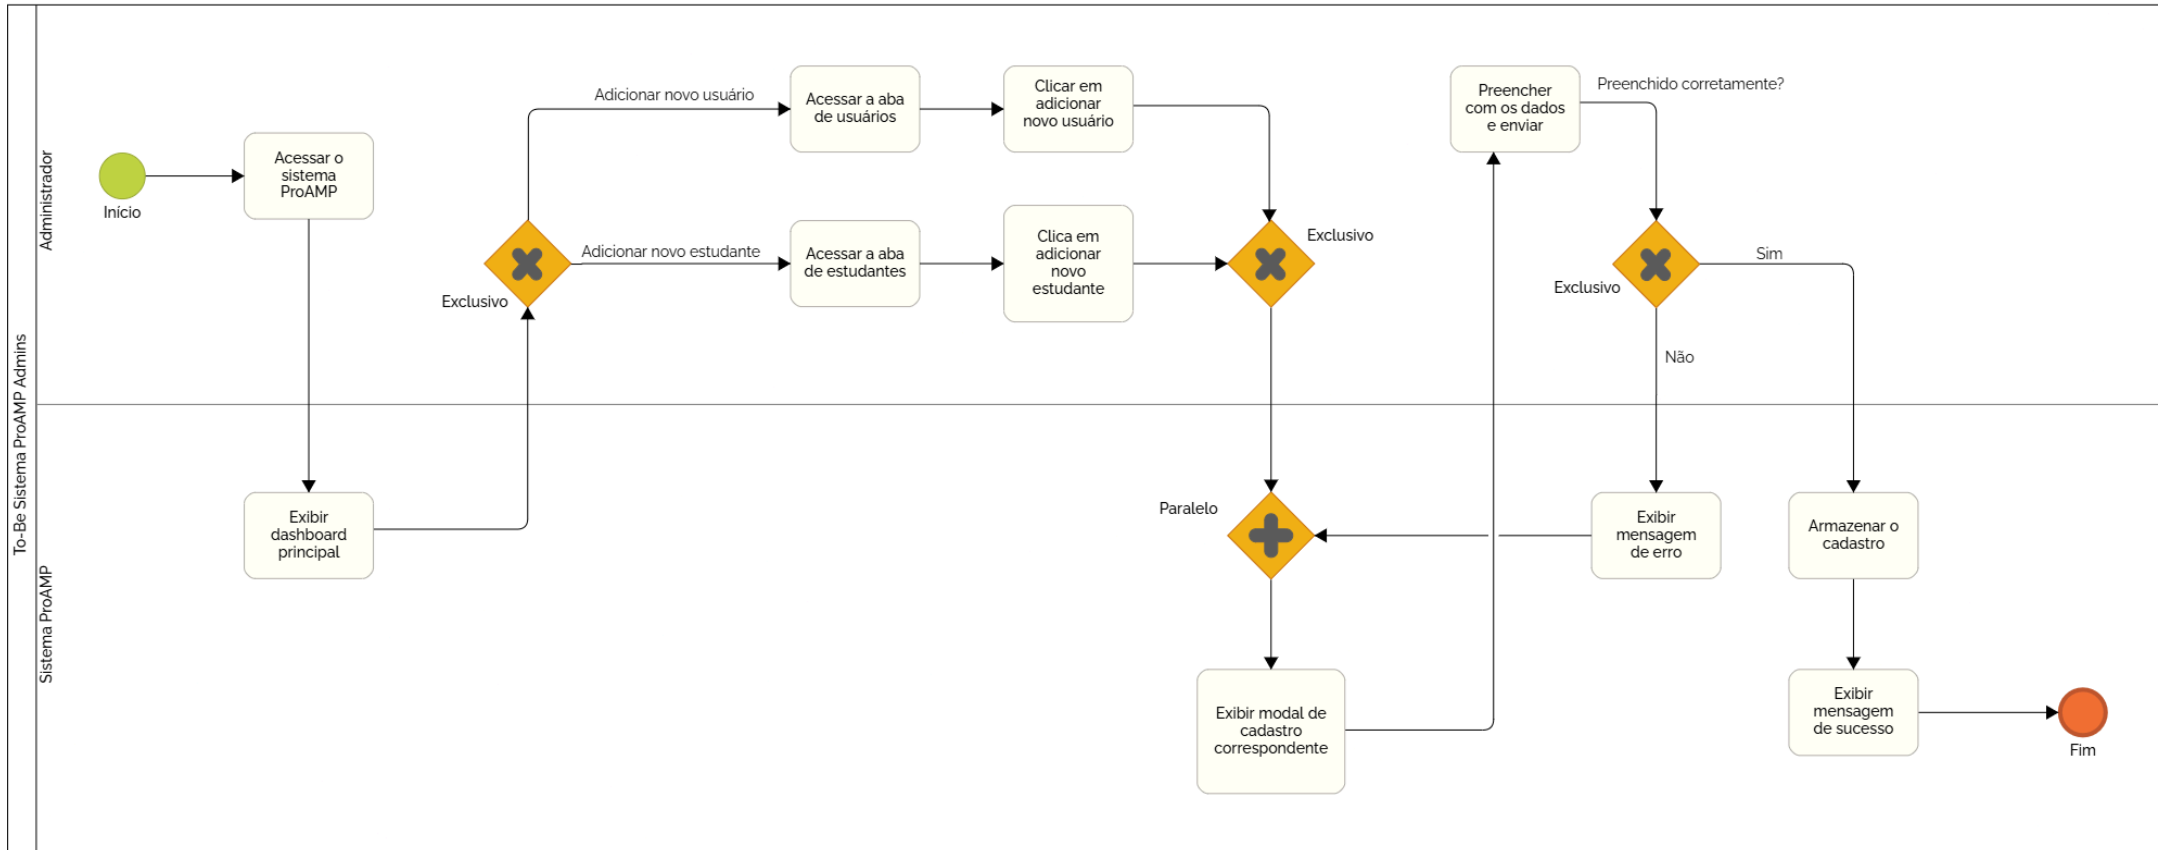 To-Be Sistema ProAMP Admins
Administrador
Sistema ProAMP
Início
Acessar o
sistema
ProAMP
Exibir
dashboard
principal
Exclusivo
Adicionar novo usuário
Acessar a aba
de usuários
Clicar em
adicionar
novo usuário
Adicionar novo estudante
Acessar a aba
de estudantes
Clica em
adicionar
novo
estudante
Exclusivo
Paralelo
Exibir modal de
cadastro
correspondente
Preencher
com os dados
e enviar
Preenchido corretamente?
Exclusivo
Sim
Não
Exibir
mensagem
de erro
Armazenar o
cadastro
Exibir
mensagem
de sucesso
Fim